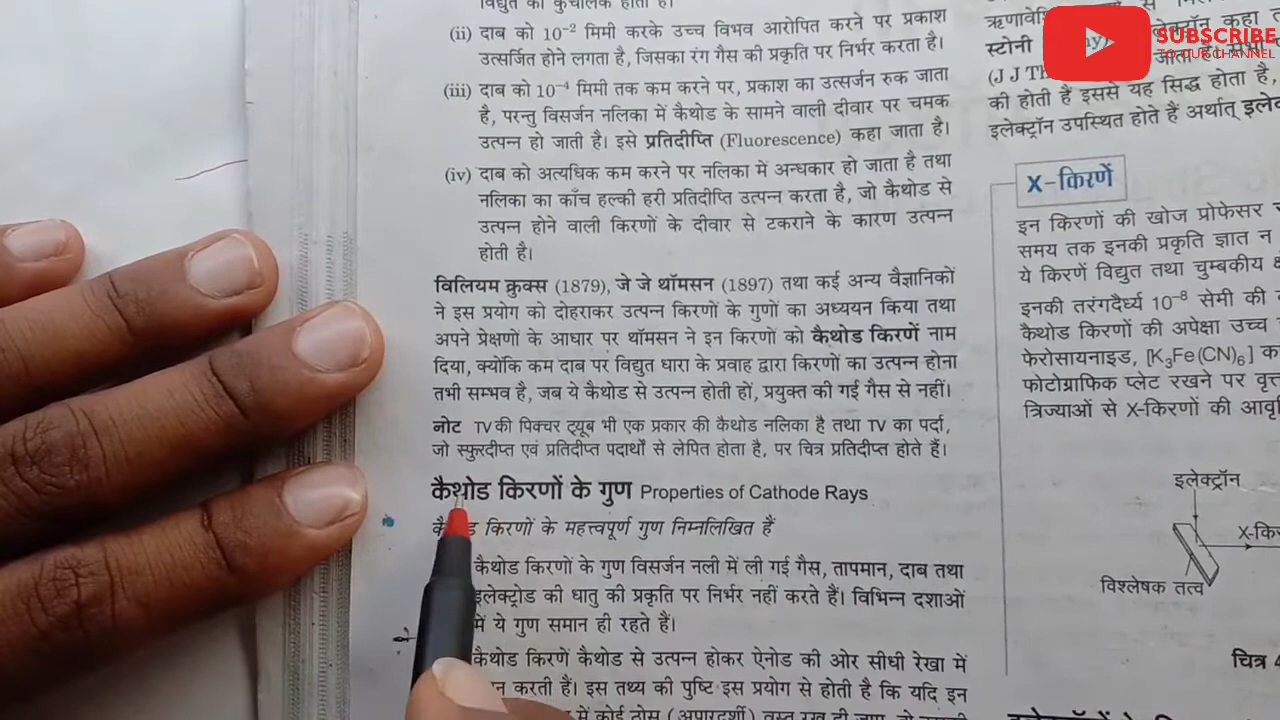 विद्युत का कुचालक होता है।
(ii) दाब को 10⁻² मिमी करके उच्च विभव आरोपित करने पर प्रकाश
उत्सर्जित होने लगता है, जिसका रंग गैस की प्रकृति पर निर्भर करता है।
(iii) दाब को 10⁻⁴ मिमी तक कम करने पर, प्रकाश का उत्सर्जन रुक जाता
है, परन्तु विसर्जन नलिका में कैथोड के सामने वाली दीवार पर चमक
उत्पन्न हो जाती है। इसे प्रतिदीप्ति (Fluorescence) कहा जाता है।
(iv) दाब को अत्यधिक कम करने पर नलिका में अन्धकार हो जाता है तथा
नलिका का काँच हल्की हरी प्रतिदीप्ति उत्पन्न करता है, जो कैथोड से
उत्पन्न होने वाली किरणों के दीवार से टकराने के कारण उत्पन्न
होती है।
विलियम क्रुक्स (1879), जे जे थॉमसन (1897) तथा कई अन्य वैज्ञानिकों
ने इस प्रयोग को दोहराकर उत्पन्न किरणों के गुणों का अध्ययन किया तथा
अपने प्रेक्षणों के आधार पर थॉमसन ने इन किरणों को कैथोड किरणें नाम
दिया, क्योंकि कम दाब पर विद्युत धारा के प्रवाह द्वारा किरणों का उत्पन्न होना
तभी सम्भव है, जब ये कैथोड से उत्पन्न होती हों, प्रयुक्त की गई गैस से नहीं।
नोट TV की पिक्चर ट्यूब भी एक प्रकार की कैथोड नलिका है तथा TV का पर्दा,
जो स्फुरदीप्त एवं प्रतिदीप्त पदार्थों से लेपित होता है, पर चित्र प्रतिदीप्त होते हैं।
कैथोड किरणों के गुण Properties of Cathode Rays
किरणों के महत्त्वपूर्ण गुण निम्नलिखित हैं
कैथोड किरणों के गुण विसर्जन नली में ली गई गैस, तापमान, दाब तथा
इलेक्ट्रोड की धातु की प्रकृति पर निर्भर नहीं करते हैं। विभिन्न दशाओं
में ये गुण समान ही रहते हैं।
कैथोड किरणें कैथोड से उत्पन्न होकर ऐनोड की ओर सीधी रेखा में
करती हैं। इस तथ्य की पुष्टि इस प्रयोग से होती है कि यदि इन
में कोई ठोस (अपारदर्शी) वस्तु रख दी जाए
कहा
स्टोनी
जाता है।
(J J
की होती हैं इससे यह सिद्ध होता है,
इलेक्ट्रॉन उपस्थित होते हैं अर्थात्
SUBSCRIBE
TO OUR CHANNEL
X-किरणें
इन किरणों की खोज प्रोफेसर
समय तक इनकी प्रकृति ज्ञात न
ये किरणें विद्युत तथा चुम्बकीय
इनकी तरंगदैर्ध्य 10⁻⁸ सेमी की
कैथोड किरणों की अपेक्षा उच्च
फेरोसायनाइड, [K₃Fe(CN)₆] का
फोटोग्राफिक प्लेट रखने पर
त्रिज्याओं से X-किरणों की
इलेक्ट्रॉन
विश्लेषक तत्व
चित्र